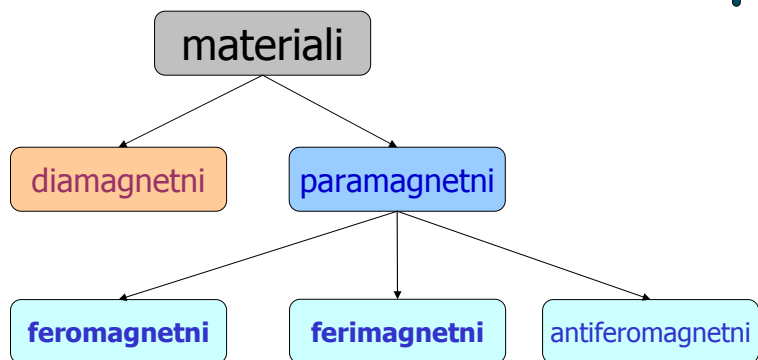 materiali
diamagnetni
paramagnetni
feromagnetni
ferimagnetni
antiferomagnetni